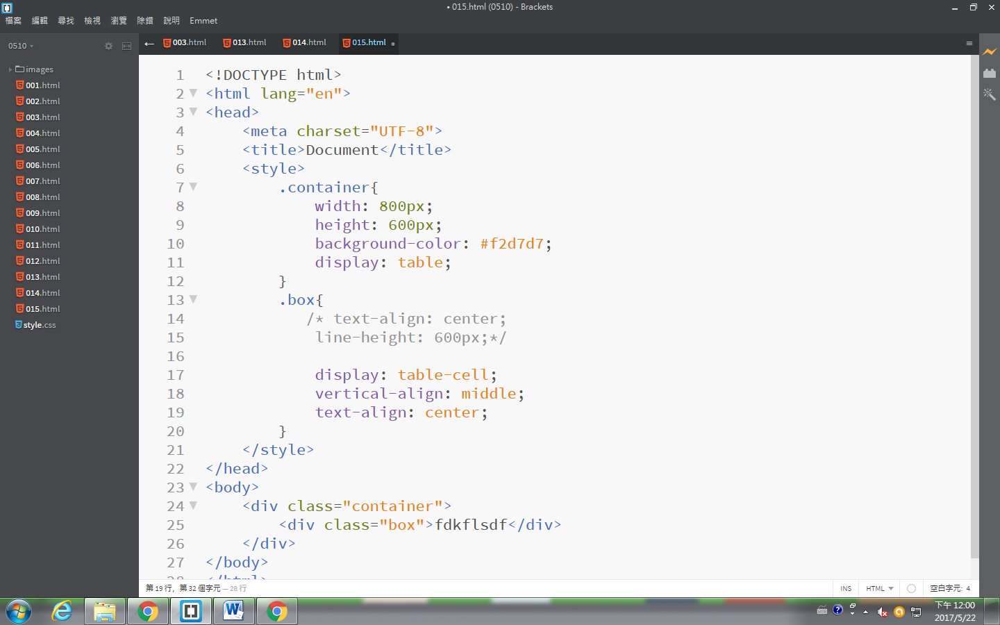 • 015.html (0510) - Brackets
檔案 編輯 尋找 檢視 瀏覽 除錯 說明 Emmet
0510
003.html 013.html 014.html 015.html
images
001.html
002.html
003.html
004.html
005.html
006.html
007.html
008.html
009.html
010.html
011.html
012.html
013.html
014.html
015.html
style.css
1 <!DOCTYPE html>
2 <html lang="en">
3 <head>
4     <meta charset="UTF-8">
5     <title>Document</title>
6     <style>
7         .container{
8             width: 800px;
9             height: 600px;
10             background-color: #f2d7d7;
11             display: table;
12         }
13         .box{
14            /* text-align: center;
15             line-height: 600px;*/
16
17             display: table-cell;
18             vertical-align: middle;
19             text-align: center;
20         }
21     </style>
22 </head>
23 <body>
24     <div class="container">
25         <div class="box">fdkflsdf</div>
26     </div>
27 </body>
28 </html>
第 19 行, 第 32 個字元 — 28 行
INS HTML 空白字元: 4
下午 12:00
2017/5/22